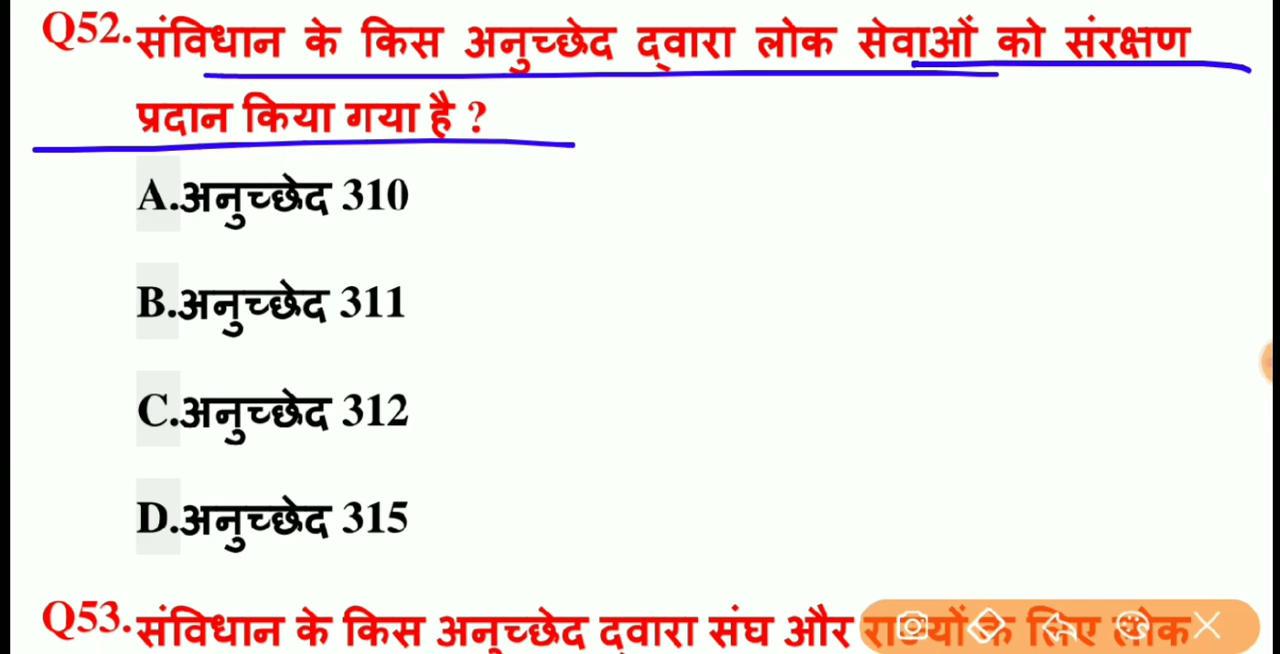 Q52.संविधान के किस अनुच्छेद द्वारा लोक सेवाओं को संरक्षण
प्रदान किया गया है ?
A.अनुच्छेद 310
B.अनुच्छेद 311
C.अनुच्छेद 312
D.अनुच्छेद 315
Q53.संविधान के किस अनुच्छेद द्वारा संघ और राज्यों के लिए लोक